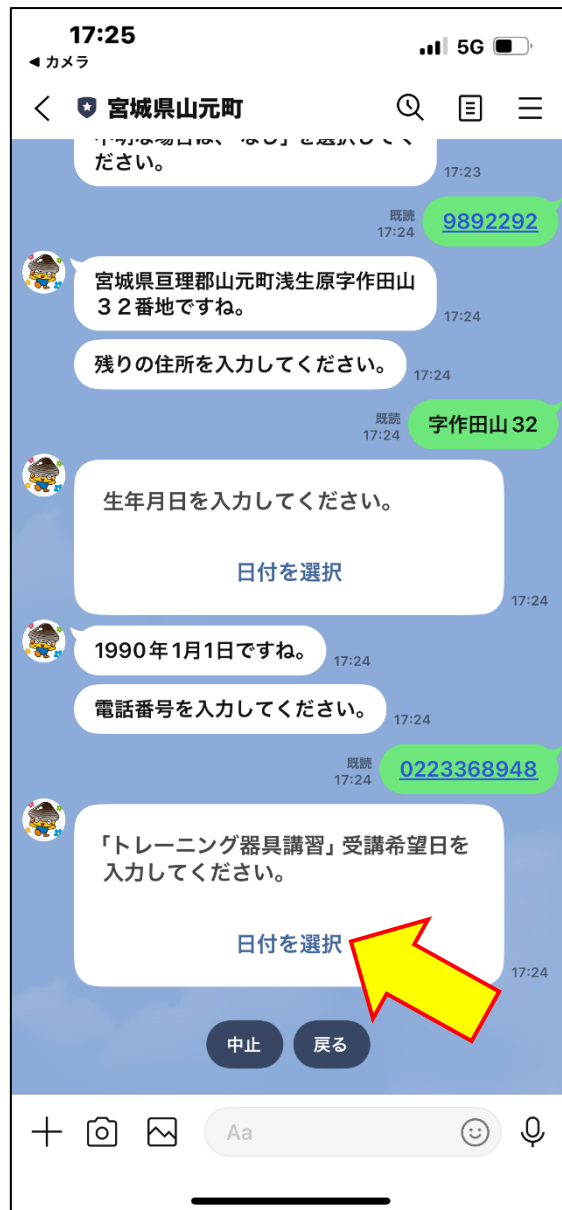 17:25
5G
◀ カメラ
宮城県山元町
ださい。
17:23
既読
17:24
9892292
宮城県亘理郡山元町浅生原字作田山
３２番地ですね。
17:24
残りの住所を入力してください。
17:24
既読
17:24
字作田山32
生年月日を入力してください。
日付を選択
17:24
1990年1月1日ですね。
17:24
電話番号を入力してください。
17:24
既読
17:24
0223368948
「トレーニング器具講習」受講希望日を
入力してください。
日付を選択
17:24
中止
戻る
Aa